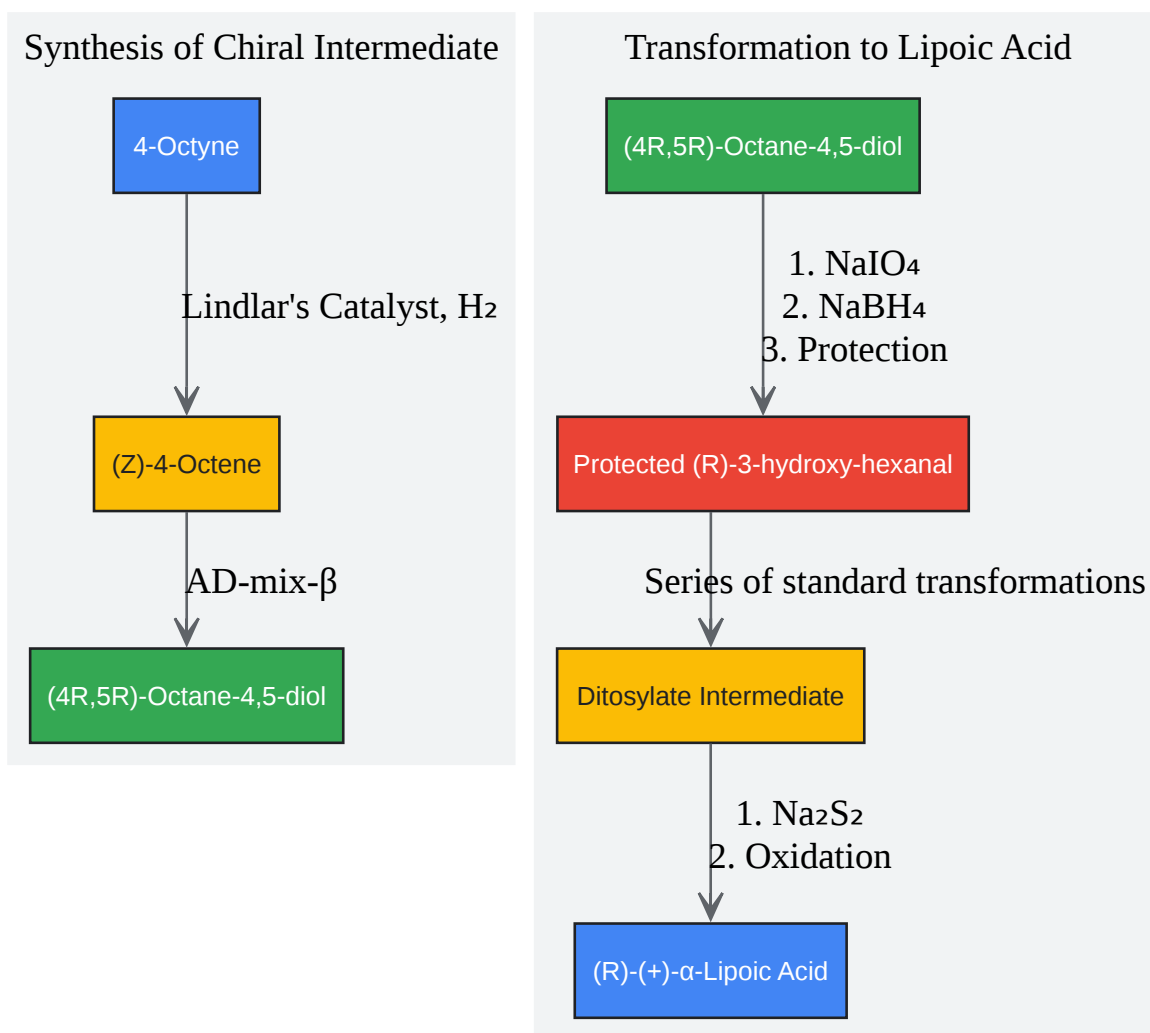 Synthesis of Chiral Intermediate
4-Octyne
Lindlar's Catalyst, H₂
(Z)-4-Octene
AD-mix-β
(4R,5R)-Octane-4,5-diol
Transformation to Lipoic Acid
(4R,5R)-Octane-4,5-diol
1. NaIO₄
2. NaBH₄
3. Protection
Protected (R)-3-hydroxy-hexanal
Series of standard transformations
Ditosylate Intermediate
1. Na₂S₂
2. Oxidation
(R)-(+)-α-Lipoic Acid